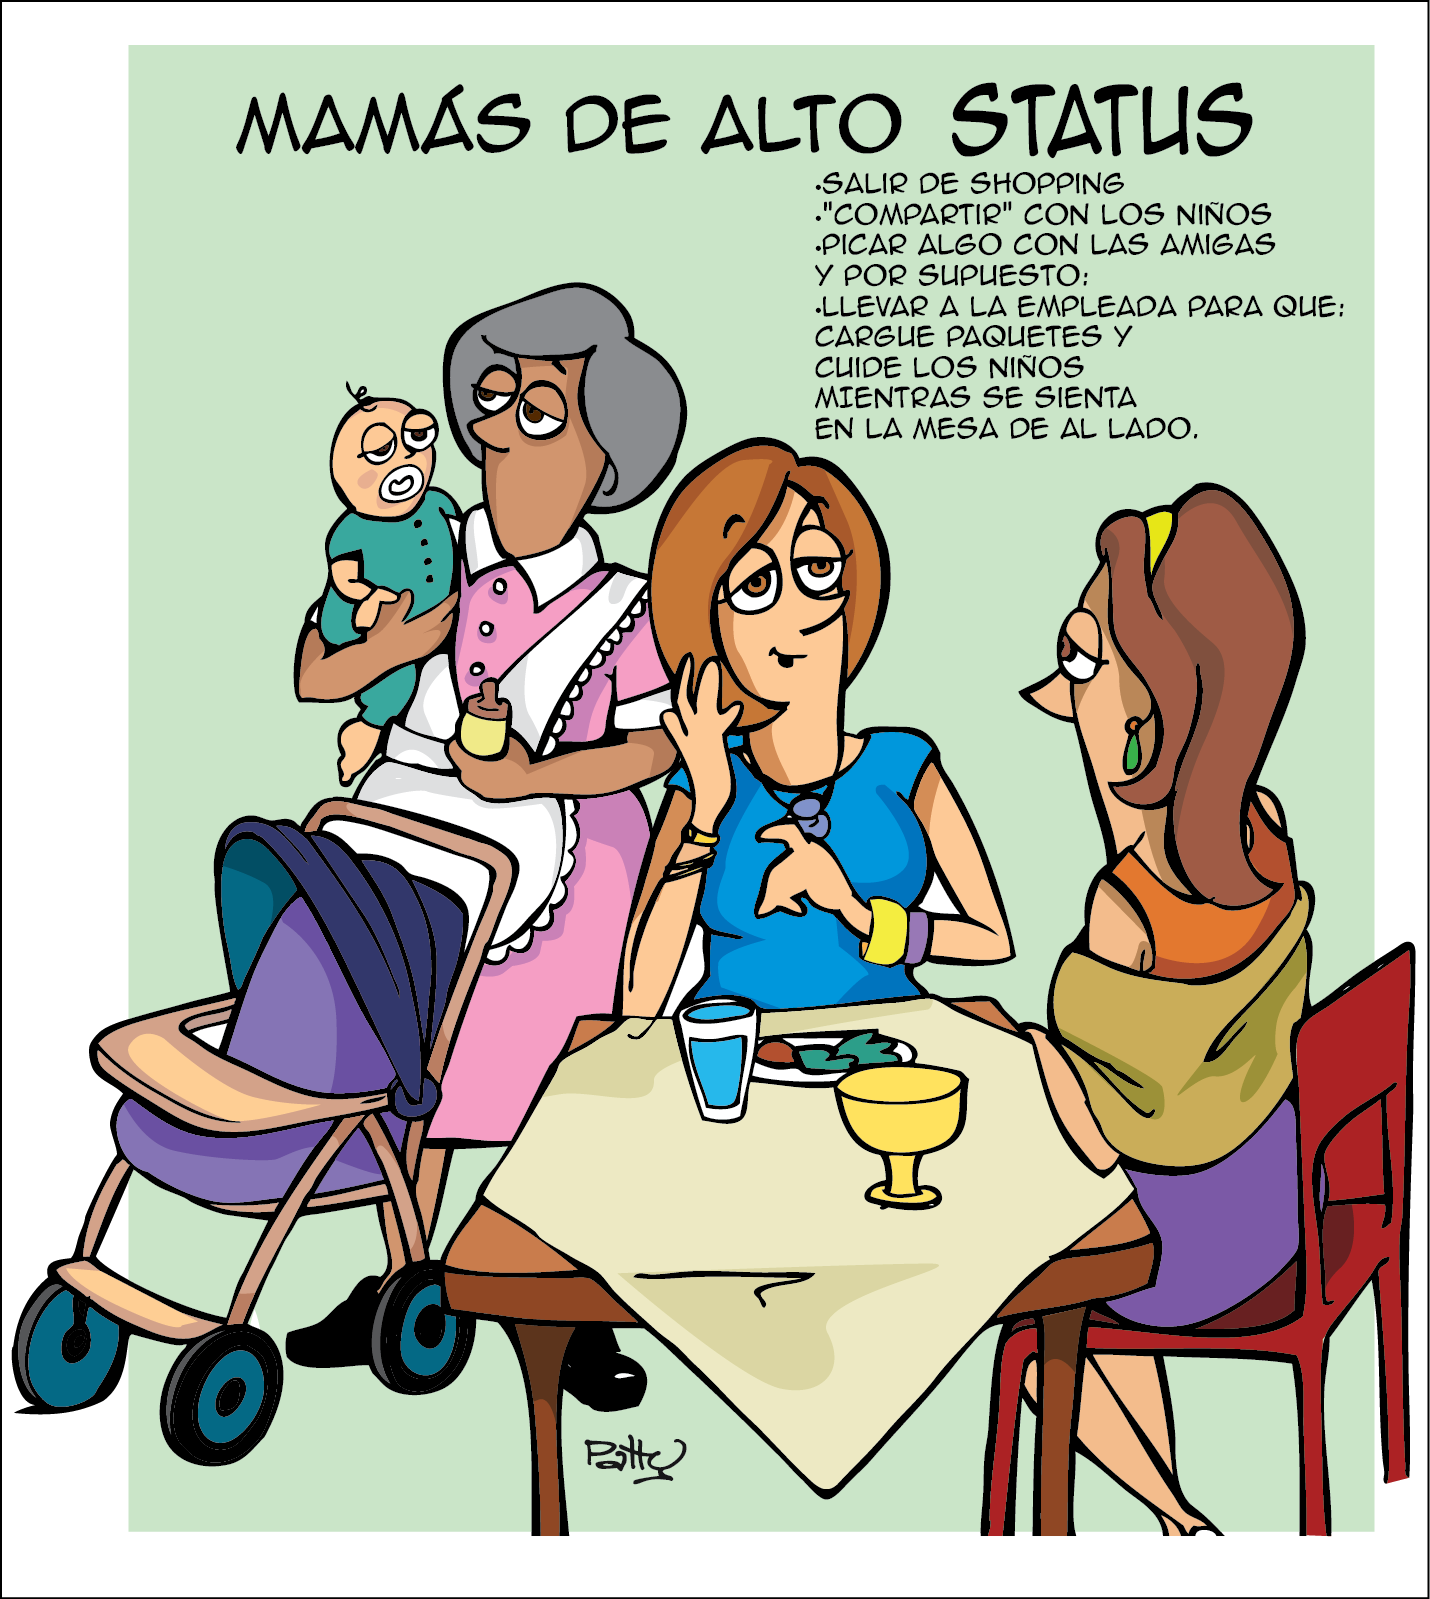 MAMÁS DE ALTO STATUS
•SALIR DE SHOPPING
•"COMPARTIR" CON LOS NIÑOS
•PICAR ALGO CON LAS AMIGAS
Y POR SUPUESTO:
•LLEVAR A LA EMPLEADA PARA QUE:
CARGUE PAQUETES Y
CUIDE LOS NIÑOS
MIENTRAS SE SIENTA
EN LA MESA DE AL LADO.
Patty